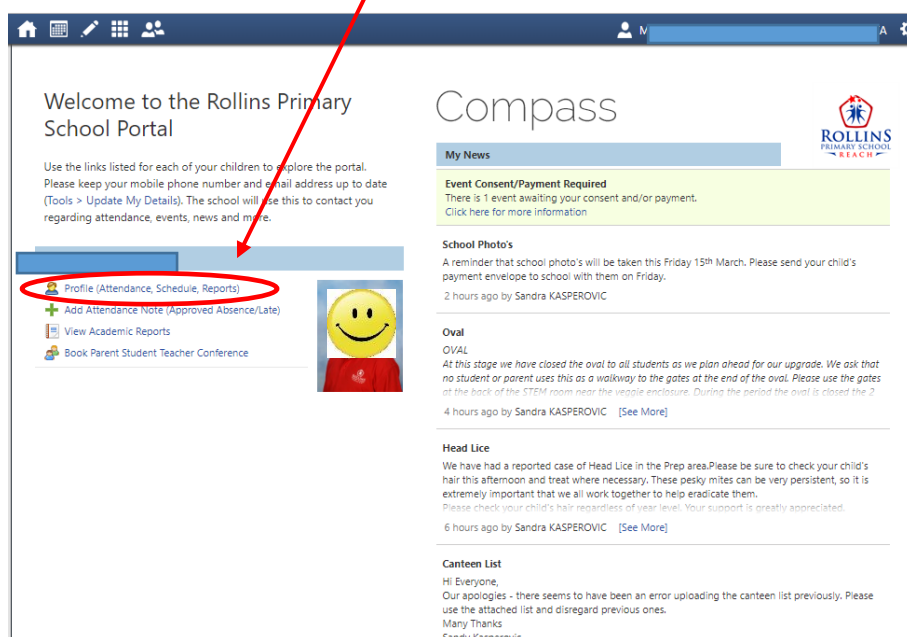 M
A
Welcome to the Rollins Primary
School Portal
Use the links listed for each of your children to explore the portal.
Please keep your mobile phone number and email address up to date
(Tools > Update My Details). The school will use this to contact you
regarding attendance, events, news and more.
Profile (Attendance, Schedule, Reports)
Add Attendance Note (Approved Absence/Late)
View Academic Reports
Book Parent Student Teacher Conference
Compass
ROLLINS
PRIMARY SCHOOL
REACH
My News
Event Consent/Payment Required
There is 1 event awaiting your consent and/or payment.
Click here for more information
School Photo's
A reminder that school photo's will be taken this Friday 15th March. Please send your child's
payment envelope to school with them on Friday.
2 hours ago by Sandra KASPEROVIC
Oval
OVAL
At this stage we have closed the oval to all students as we plan ahead for our upgrade. We ask that
no student or parent uses this as a walkway to the gates at the end of the oval. Please use the gates
at the back of the STEM room near the veggie enclosure. During the period the oval is closed the 2
4 hours ago by Sandra KASPEROVIC [See More]
Head Lice
We have had a reported case of Head Lice in the Prep area.Please be sure to check your child's
hair this afternoon and treat where necessary. These pesky mites can be very persistent, so it is
extremely important that we all work together to help eradicate them.
Please check your child's hair regardless of year level. Your support is greatly appreciated.
6 hours ago by Sandra KASPEROVIC [See More]
Canteen List
Hi Everyone,
Our apologies - there seems to have been an error uploading the canteen list previously. Please
use the attached list and disregard previous ones.
Many Thanks
Sandy Kasperovic